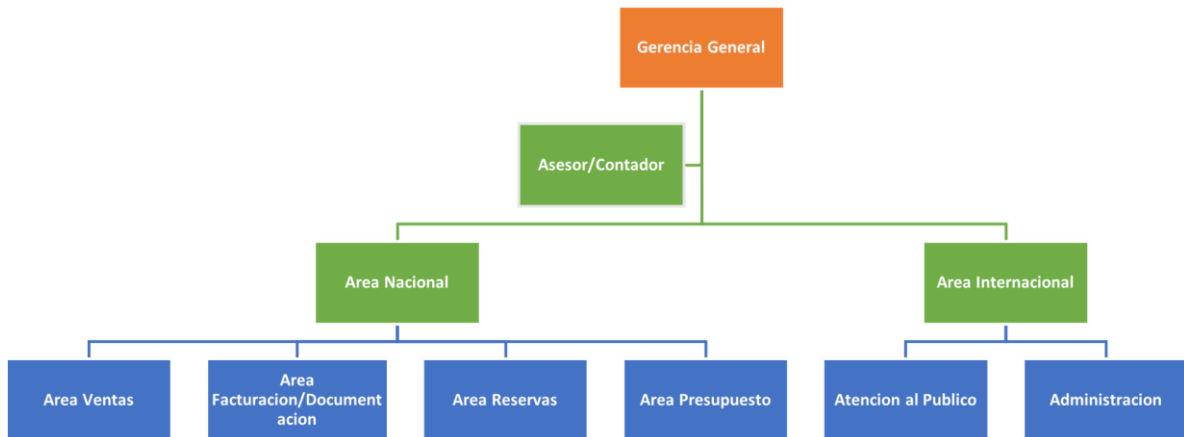 Gerencia General
Asesor/Contador
Area Nacional
Area Internacional
Area Ventas
Area
Facturacion/Document
acion
Area Reservas
Area Presupuesto
Atencion al Publico
Administracion